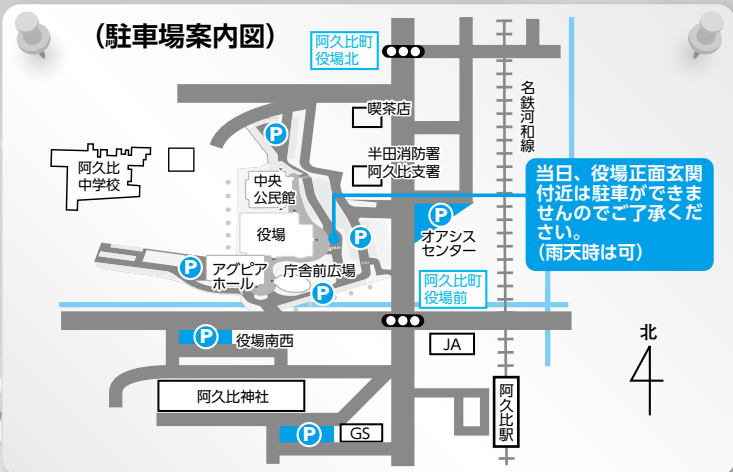 (駐車場案内図)
阿久比町
役場北
喫茶店
名鉄河和線
P
半田消防署
阿久比支署
阿久比
中学校
中央
公民館
当日、役場正面玄関
付近は駐車ができま
せんのでご了承くだ
さい。
(雨天時は可)
P
役場
P
オアシス
センター
P
アグピア
ホール
庁舎前広場
P
阿久比町
役場前
P
役場南西
JA
北
阿久比神社
阿久比駅
P
GS